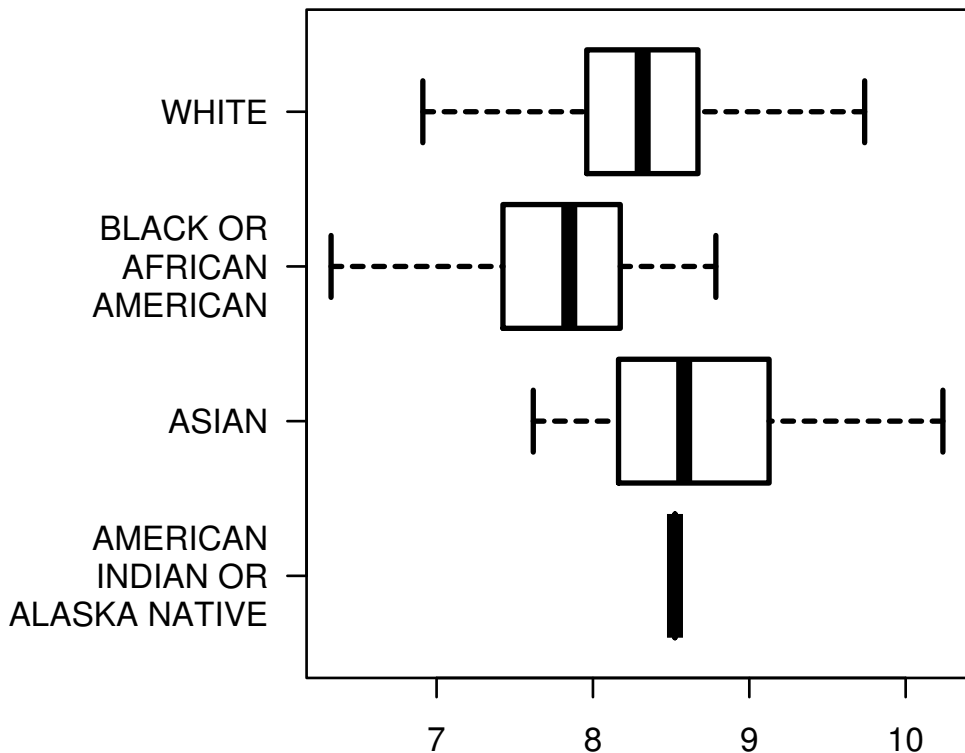 WHITE
BLACK OR
AFRICAN
AMERICAN
ASIAN
AMERICAN
INDIAN OR
ALASKA NATIVE
7 8 9 10